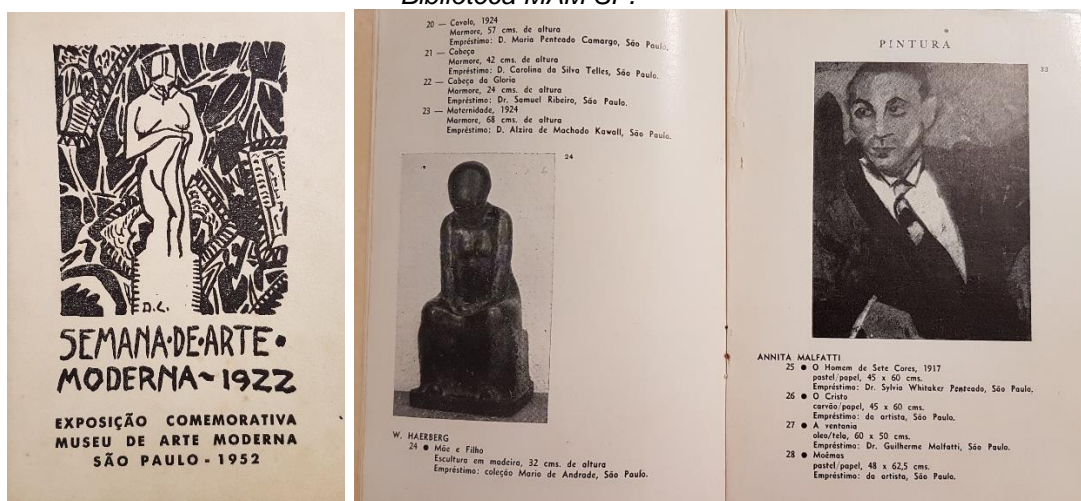 Biblioteca MAM SP.
D.C.
SEMANA·DE·ARTE·
MODERNA~1922
EXPOSIÇÃO COMEMORATIVA
MUSEU DE ARTE MODERNA
SÃO PAULO - 1952
20 — Cavalo, 1924
Marmore, 57 cms. de altura
Empréstimo: D. Maria Penteado Camargo, São Paulo.
21 — Cabeça
Marmore, 42 cms. de altura
Empréstimo: D. Carolina da Silva Telles, São Paulo.
22 — Cabeça da Gloria
Marmore, 24 cms. de altura
Empréstimo: Dr. Samuel Ribeiro, São Paulo.
23 — Maternidade, 1924
Marmore, 68 cms. de altura
Empréstimo: D. Alzira de Machado Kawall, São Paulo.
24
W. HAERBERG
24 ● Mãe e Filho
Escultura em madeira, 32 cms. de altura
Empréstimo: coleção Mario de Andrade, São Paulo.
PINTURA
33
ANNITA MALFATTI
25 ● O Homem de Sete Cores, 1917
pastel/papel, 45 x 60 cms.
Empréstimo: Dr. Sylvio Whitaker Penteado, São Paulo.
26 ● O Cristo
carvão/papel, 45 x 60 cms.
Empréstimo: da artista, São Paulo.
27 ● A ventania
oleo/tela, 60 x 50 cms.
Empréstimo: Dr. Guilherme Malfatti, São Paulo.
28 ● Moêmas
pastel/papel, 48 x 62,5 cms.
Empréstimo: da artista, São Paulo.